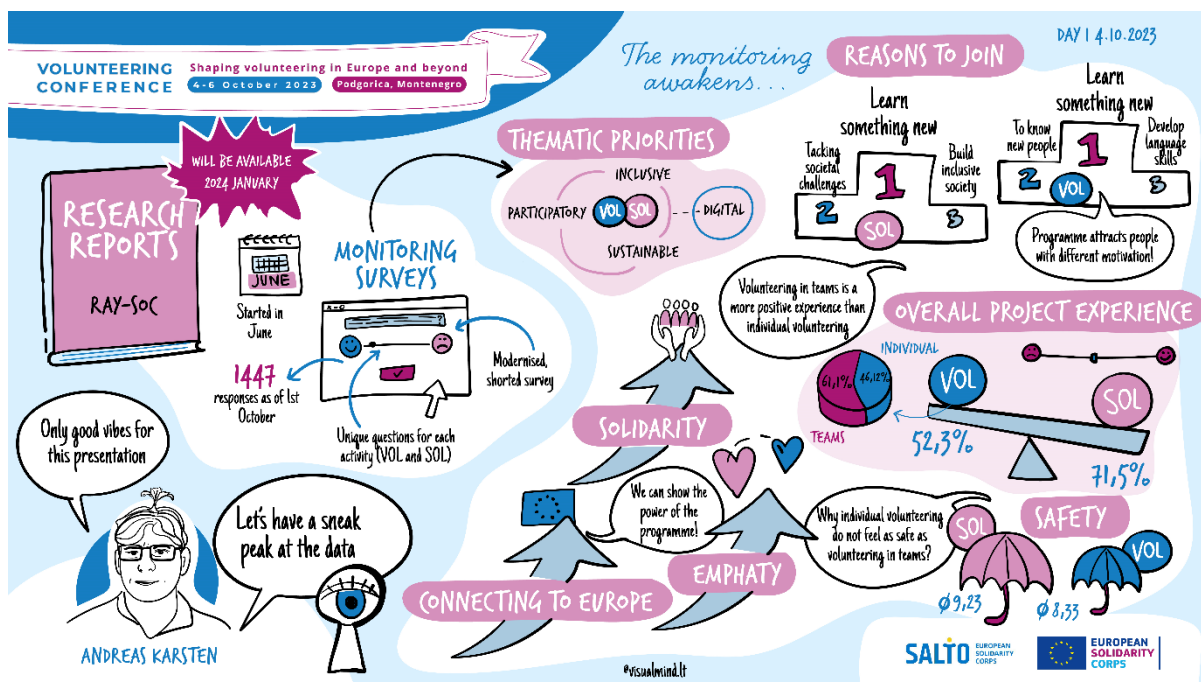 VOLUNTEERING
CONFERENCE
Shaping volunteering in Europe and beyond
4-6 October 2023
Podgorica, Montenegro
The monitoring
awakens...
REASONS TO JOIN
DAY 1 4.10.2023
WILL BE AVAILABLE
2024 JANUARY
RESEARCH
REPORTS
RAY-SOC
JUNE
Started in
June
MONITORING
SURVEYS
?
1447
responses as of 1st
October
Modernised,
shorted survey
Unique questions for each
activity (VOL and SOL)
THEMATIC PRIORITIES
INCLUSIVE
PARTICIPATORY
VOL
SOL
DIGITAL
SUSTAINABLE
Learn
something new
Tacking
societal
challenges
Build
inclusive
society
1
2
3
SOL
Learn
something new
To know
new people
Develop
language
skills
1
2
3
VOL
Programme attracts people
with different motivation!
Volunteering in teams is a
more positive experience than
individual volunteering
OVERALL PROJECT EXPERIENCE
INDIVIDUAL
61,1%
46,12%
TEAMS
VOL
52,3%
SOL
71,5%
SOLIDARITY
We can show the
power of the
programme!
EMPHATY
CONNECTING TO EUROPE
Why individual volunteering
do not feel as safe as
volunteering in teams?
SAFETY
SOL
Ø9,23
VOL
Ø8,33
Only good vibes for
this presentation
Let's have a sneak
peak at the data
ANDREAS KARSTEN
@visualmind.lt
SALTO
EUROPEAN
SOLIDARITY
CORPS
EUROPEAN
SOLIDARITY
CORPS